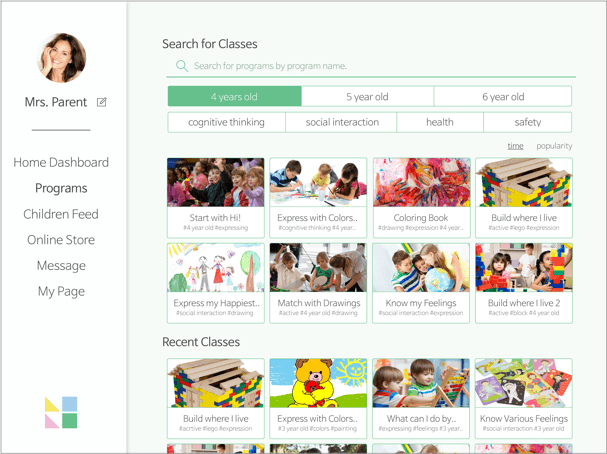 Mrs. Parent
Home Dashboard
Programs
Children Feed
Online Store
Message
My Page
Search for Classes
Search for programs by program name.
4 years old 5 year old 6 year old
cognitive thinking social interaction health safety
time popularity
Start with Hi! Express with Colors.. Coloring Book Build where I live
#4 year old #expressing #cognitive thinking #4 year.. #drawing #expression #4 year.. #active #lego #expression
Express my Happiest.. Match with Drawings Know my Feelings Build where I live 2
#social interaction #drawing #active #4 year old #drawing #social interaction #expression #active #block #4 year old
Recent Classes
Build where I live Express with Colors.. What can I do by.. Know Various Feelings
#active #lego #expression #3 year old #colors #painting #expressing #feelings #3 year.. #social interaction #3 year old